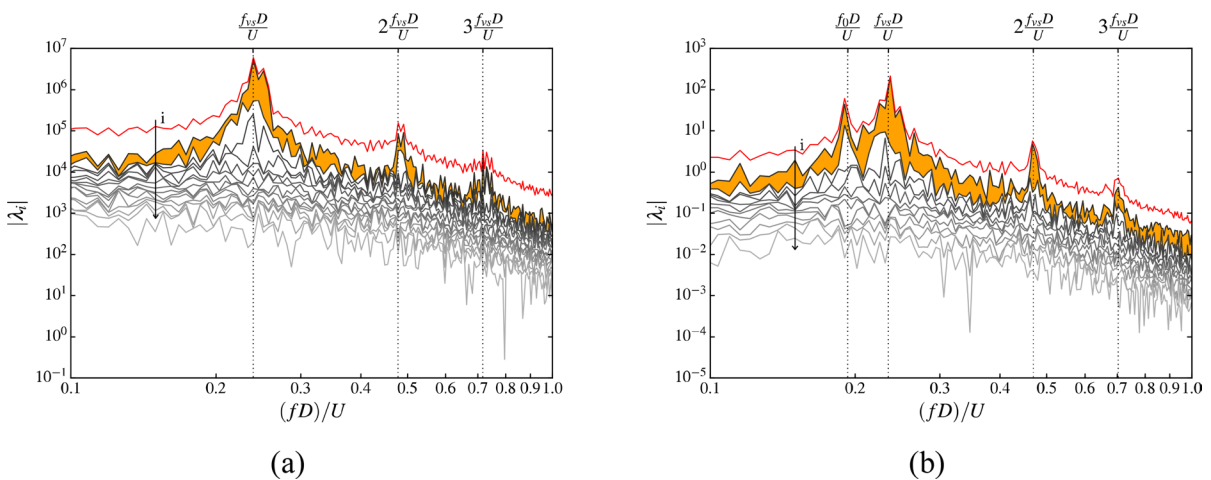 f_vs D/U 2 f_vs D/U 3 f_vs D/U
10^7
10^6
10^5
10^4
10^3
10^2
10^1
10^0
10^−1
|λ_i|
i
0.1 0.2 0.3 0.4 0.5 0.6 0.7 0.8 0.9 1.0
(fD)/U
(a)
f_0 D/U f_vs D/U 2 f_vs D/U 3 f_vs D/U
10^3
10^2
10^1
10^0
10^−1
10^−2
10^−3
10^−4
10^−5
|λ_i|
i
0.1 0.2 0.3 0.4 0.5 0.6 0.7 0.8 0.9 1.0
(fD)/U
(b)